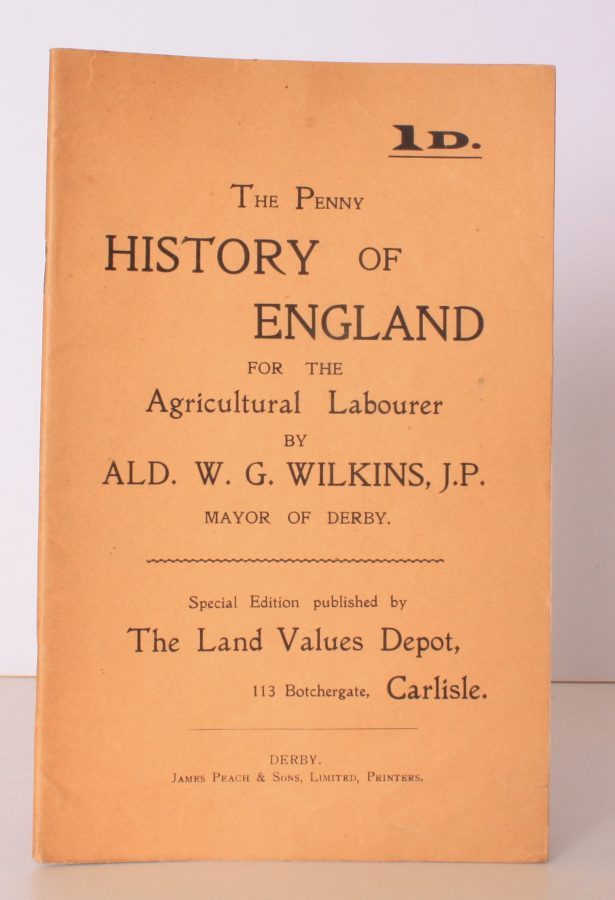 1D.
The Penny
HISTORY OF
ENGLAND
FOR THE
Agricultural Labourer
BY
ALD. W. G. WILKINS, J.P.
MAYOR OF DERBY.
Special Edition published by
The Land Values Depot,
113 Botchergate, Carlisle.
DERBY.
James Peach & Sons, Limited, Printers.